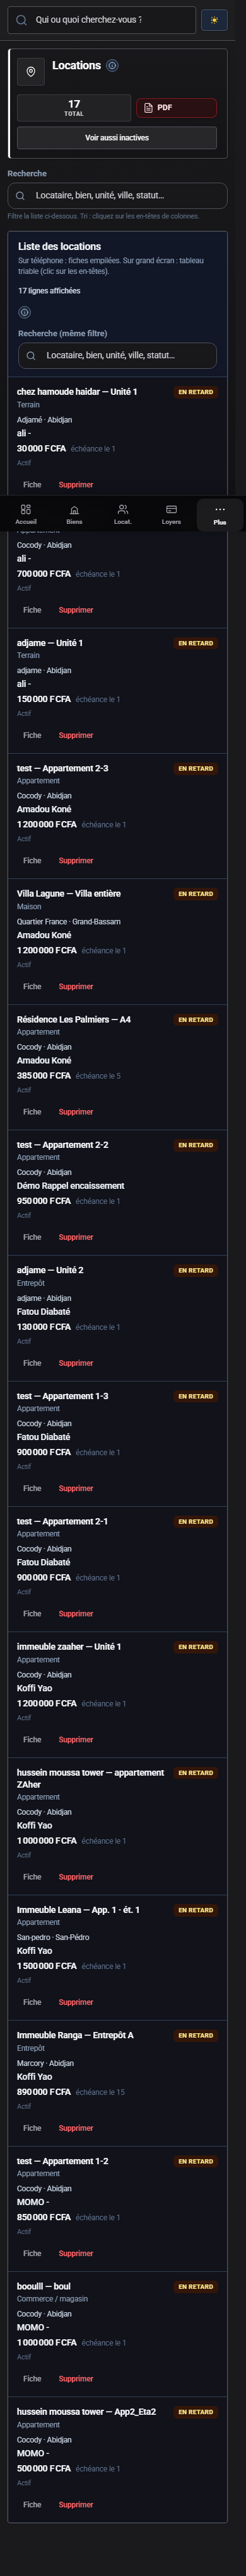 Qui ou quoi cherchez-vous ?
Locations
17
TOTAL
PDF
Voir aussi inactives
Recherche
Locataire, bien, unité, ville, statut...
Filtre la liste ci-dessous. Tri : cliquez sur les en-têtes de colonnes.
Liste des locations
Sur téléphone : fiches empilées. Sur grand écran : tableau
triable (clic sur les en-têtes).
17 lignes affichées
Recherche (même filtre)
Locataire, bien, unité, ville, statut...
chez hamoude haidar — Unité 1
EN RETARD
Terrain
Adjamé · Abidjan
ali -
30 000 FCFA échéance le 1
Actif
Fiche Supprimer
Accueil
Biens
Locat.
Loyers
Plus
Appartement
Cocody · Abidjan
ali -
700 000 FCFA échéance le 1
Actif
Fiche Supprimer
adjame — Unité 1
EN RETARD
Terrain
adjame · Abidjan
ali -
150 000 FCFA échéance le 1
Actif
Fiche Supprimer
test — Appartement 2-3
EN RETARD
Appartement
Cocody · Abidjan
Amadou Koné
1 200 000 FCFA échéance le 1
Actif
Fiche Supprimer
Villa Lagune — Villa entière
EN RETARD
Maison
Quartier France · Grand-Bassam
Amadou Koné
1 200 000 FCFA échéance le 1
Actif
Fiche Supprimer
Résidence Les Palmiers — A4
EN RETARD
Appartement
Cocody · Abidjan
Amadou Koné
385 000 FCFA échéance le 5
Actif
Fiche Supprimer
test — Appartement 2-2
EN RETARD
Appartement
Cocody · Abidjan
Démo Rappel encaissement
950 000 FCFA échéance le 1
Actif
Fiche Supprimer
adjame — Unité 2
EN RETARD
Entrepôt
adjame · Abidjan
Fatou Diabaté
130 000 FCFA échéance le 1
Actif
Fiche Supprimer
test — Appartement 1-3
EN RETARD
Appartement
Cocody · Abidjan
Fatou Diabaté
900 000 FCFA échéance le 1
Actif
Fiche Supprimer
test — Appartement 2-1
EN RETARD
Appartement
Cocody · Abidjan
Fatou Diabaté
900 000 FCFA échéance le 1
Actif
Fiche Supprimer
immeuble zaaher — Unité 1
EN RETARD
Appartement
Cocody · Abidjan
Koffi Yao
1 200 000 FCFA échéance le 1
Actif
Fiche Supprimer
hussein moussa tower — appartement
ZAher
EN RETARD
Appartement
Cocody · Abidjan
Koffi Yao
1 000 000 FCFA échéance le 1
Actif
Fiche Supprimer
Immeuble Leana — App. 1 · ét. 1
EN RETARD
Appartement
San-pedro · San-Pédro
Koffi Yao
1 500 000 FCFA échéance le 1
Actif
Fiche Supprimer
Immeuble Ranga — Entrepôt A
EN RETARD
Entrepôt
Marcory · Abidjan
Koffi Yao
890 000 FCFA échéance le 15
Actif
Fiche Supprimer
test — Appartement 1-2
EN RETARD
Appartement
Cocody · Abidjan
MOMO -
850 000 FCFA échéance le 1
Actif
Fiche Supprimer
booulll — boul
EN RETARD
Commerce / magasin
Cocody · Abidjan
MOMO -
1 000 000 FCFA échéance le 1
Actif
Fiche Supprimer
hussein moussa tower — App2_Eta2
EN RETARD
Appartement
Cocody · Abidjan
MOMO -
500 000 FCFA échéance le 1
Actif
Fiche Supprimer